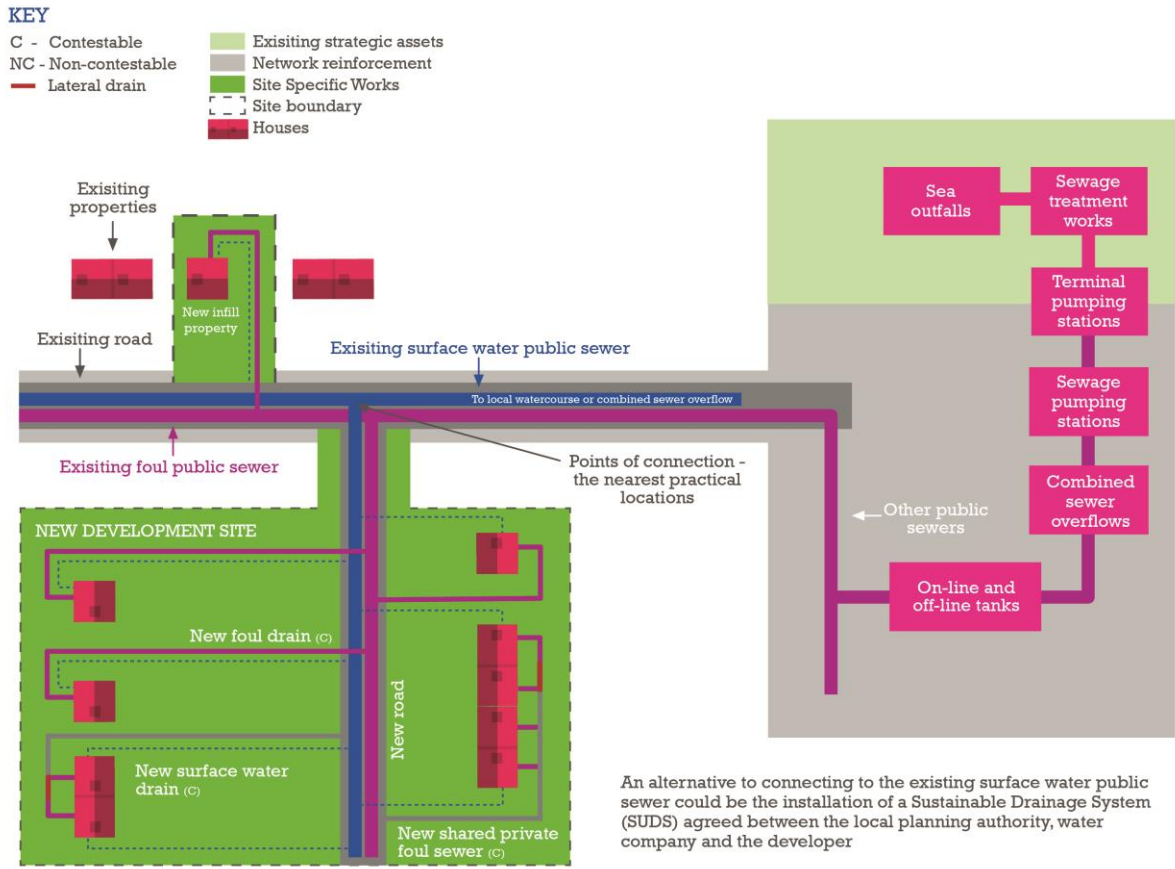 KEY
C - Contestable
NC - Non-contestable
Lateral drain
Exisiting strategic assets
Network reinforcement
Site Specific Works
Site boundary
Houses
Exisiting
properties
New infill
property
Exisiting road
Exisiting surface water public sewer
To local watercourse or combined sewer overflow
Exisiting foul public sewer
Points of connection -
the nearest practical
locations
NEW DEVELOPMENT SITE
New foul drain (C)
New road
New surface water
drain (C)
New shared private
foul sewer (C)
Sea
outfalls
Sewage
treatment
works
Terminal
pumping
stations
Sewage
pumping
stations
Combined
sewer
overflows
Other public
sewers
On-line and
off-line tanks
An alternative to connecting to the existing surface water public
sewer could be the installation of a Sustainable Drainage System
(SUDS) agreed between the local planning authority, water
company and the developer